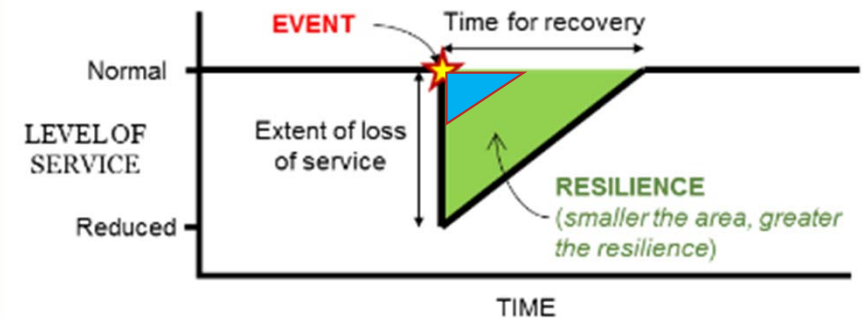 EVENT
Time for recovery
Normal
LEVEL OF
SERVICE
Extent of loss
of service
Reduced
RESILIENCE
(smaller the area, greater
the resilience)
TIME